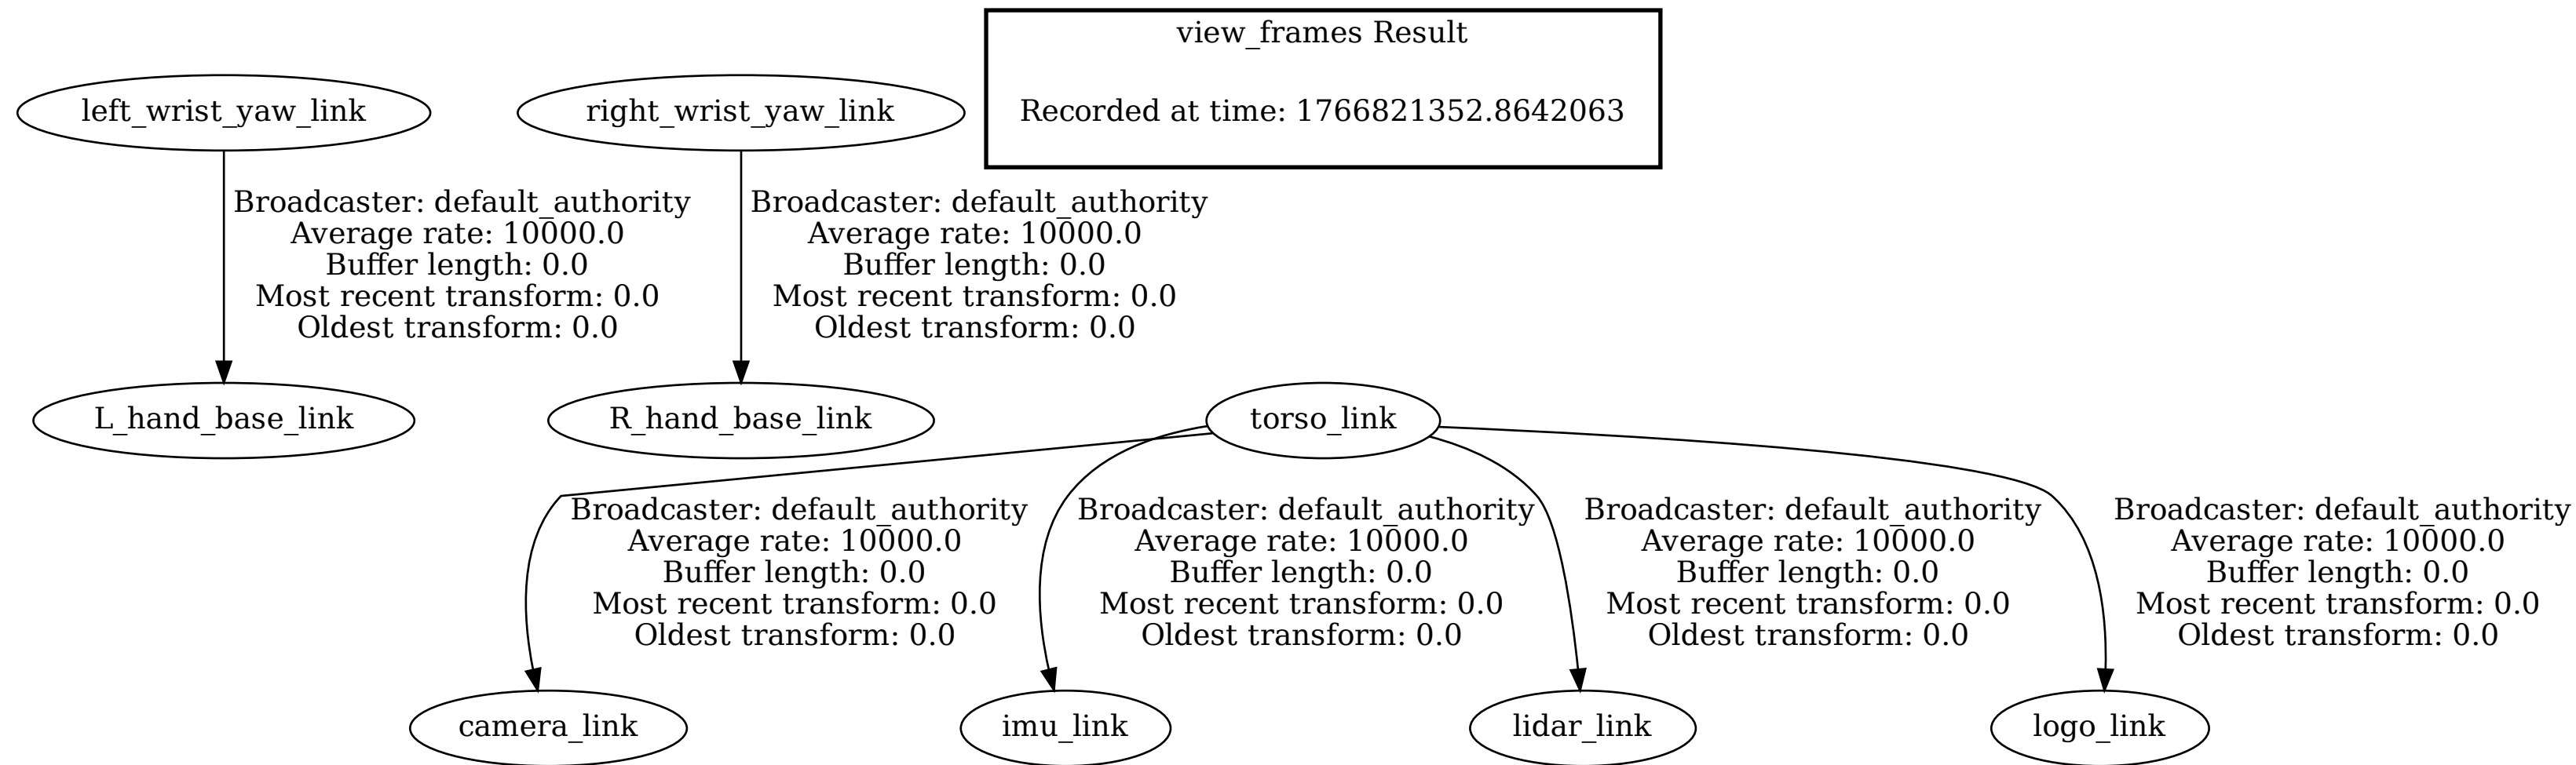 view_frames Result
left_wrist_yaw_link
right_wrist_yaw_link
Recorded at time: 1766821352.8642063
Broadcaster: default_authority
Average rate: 10000.0
Buffer length: 0.0
Most recent transform: 0.0
Oldest transform: 0.0
Broadcaster: default_authority
Average rate: 10000.0
Buffer length: 0.0
Most recent transform: 0.0
Oldest transform: 0.0
L_hand_base_link
R_hand_base_link
torso_link
Broadcaster: default_authority
Average rate: 10000.0
Buffer length: 0.0
Most recent transform: 0.0
Oldest transform: 0.0
Broadcaster: default_authority
Average rate: 10000.0
Buffer length: 0.0
Most recent transform: 0.0
Oldest transform: 0.0
Broadcaster: default_authority
Average rate: 10000.0
Buffer length: 0.0
Most recent transform: 0.0
Oldest transform: 0.0
Broadcaster: default_authority
Average rate: 10000.0
Buffer length: 0.0
Most recent transform: 0.0
Oldest transform: 0.0
camera_link
imu_link
lidar_link
logo_link